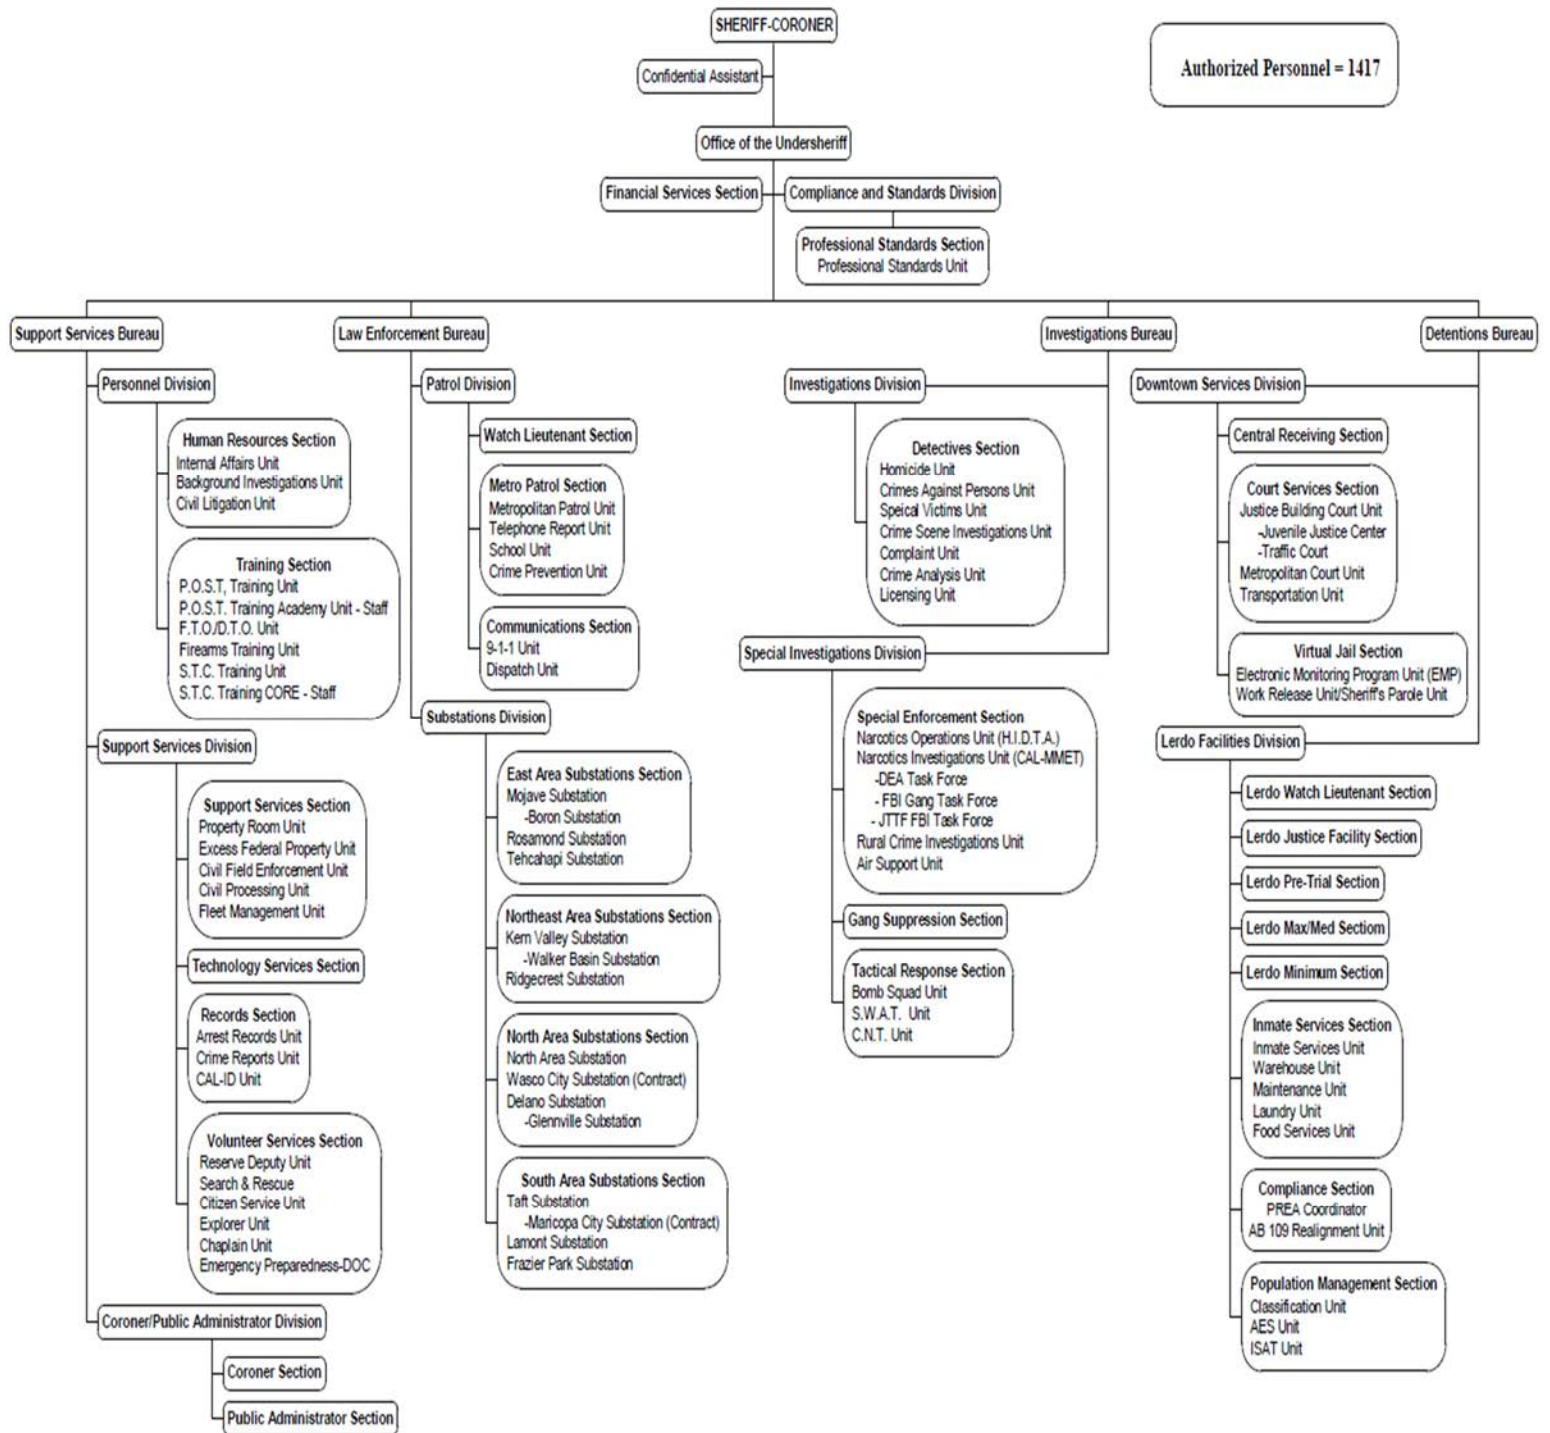 SHERIFF-CORONER
Authorized Personnel = 1417
Confidential Assistant
Office of the Undersheriff
Financial Services Section
Compliance and Standards Division
Professional Standards Section
Professional Standards Unit
Support Services Bureau
Personnel Division
Human Resources Section
Internal Affairs Unit
Background Investigations Unit
Civil Litigation Unit
Training Section
P.O.S.T, Training Unit
P.O.S.T. Training Academy Unit - Staff
F.T.O./D.T.O. Unit
Firearms Training Unit
S.T.C. Training Unit
S.T.C. Training CORE - Staff
Support Services Division
Support Services Section
Property Room Unit
Excess Federal Property Unit
Civil Field Enforcement Unit
Civil Processing Unit
Fleet Management Unit
Technology Services Section
Records Section
Arrest Records Unit
Crime Reports Unit
CAL-ID Unit
Volunteer Services Section
Reserve Deputy Unit
Search & Rescue
Citizen Service Unit
Explorer Unit
Chaplain Unit
Emergency Preparedness-DOC
Coroner/Public Administrator Division
Coroner Section
Public Administrator Section
Law Enforcement Bureau
Patrol Division
Watch Lieutenant Section
Metro Patrol Section
Metropolitan Patrol Unit
Telephone Report Unit
School Unit
Crime Prevention Unit
Communications Section
9-1-1 Unit
Dispatch Unit
Substations Division
East Area Substations Section
Mojave Substation
-Boron Substation
Rosamond Substation
Tehcahapi Substation
Northeast Area Substations Section
Kern Valley Substation
-Walker Basin Substation
Ridgecrest Substation
North Area Substations Section
North Area Substation
Wasco City Substation (Contract)
Delano Substation
-Glennville Substation
South Area Substations Section
Taft Substation
-Maricopa City Substation (Contract)
Lamont Substation
Frazier Park Substation
Investigations Bureau
Investigations Division
Detectives Section
Homicide Unit
Crimes Against Persons Unit
Speical Victims Unit
Crime Scene Investigations Unit
Complaint Unit
Crime Analysis Unit
Licensing Unit
Special Investigations Division
Special Enforcement Section
Narcotics Operations Unit (H.I.D.T.A.)
Narcotics Investigations Unit (CAL-MMET)
-DEA Task Force
- FBI Gang Task Force
- JTTF FBI Task Force
Rural Crime Investigations Unit
Air Support Unit
Gang Suppression Section
Tactical Response Section
Bomb Squad Unit
S.W.A.T. Unit
C.N.T. Unit
Detentions Bureau
Downtown Services Division
Central Receiving Section
Court Services Section
Justice Building Court Unit
-Juvenile Justice Center
-Traffic Court
Metropolitan Court Unit
Transportation Unit
Virtual Jail Section
Electronic Monitoring Program Unit (EMP)
Work Release Unit/Sheriff's Parole Unit
Lerdo Facilities Division
Lerdo Watch Lieutenant Section
Lerdo Justice Facility Section
Lerdo Pre-Trial Section
Lerdo Max/Med Sectiom
Lerdo Minimum Section
Inmate Services Section
Inmate Services Unit
Warehouse Unit
Maintenance Unit
Laundry Unit
Food Services Unit
Compliance Section
PREA Coordinator
AB 109 Realignment Unit
Population Management Section
Classification Unit
AES Unit
ISAT Unit